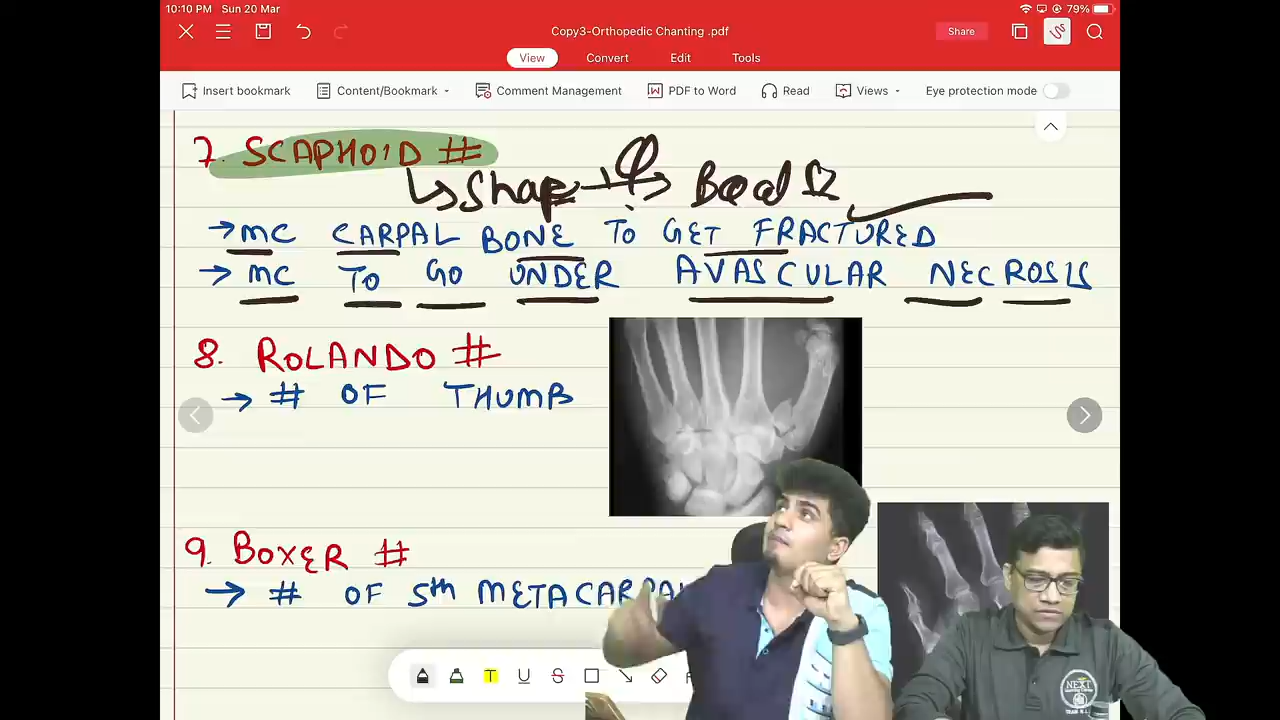 10:10 PM Sun 20 Mar 79%
Copy3-Orthopedic Chanting .pdf
Share
View Convert Edit Tools
Insert bookmark Content/Bookmark Comment Management PDF to Word Read Views Eye protection mode
7. SCAPHOID #
→ MC CARPAL BONE TO GET FRACTURED
→ MC TO GO UNDER AVASCULAR NECROSIS
8. ROLANDO #
→ # OF THUMB
9. BOXER #
→ # OF 5th METACARPA
T U S
NEXT